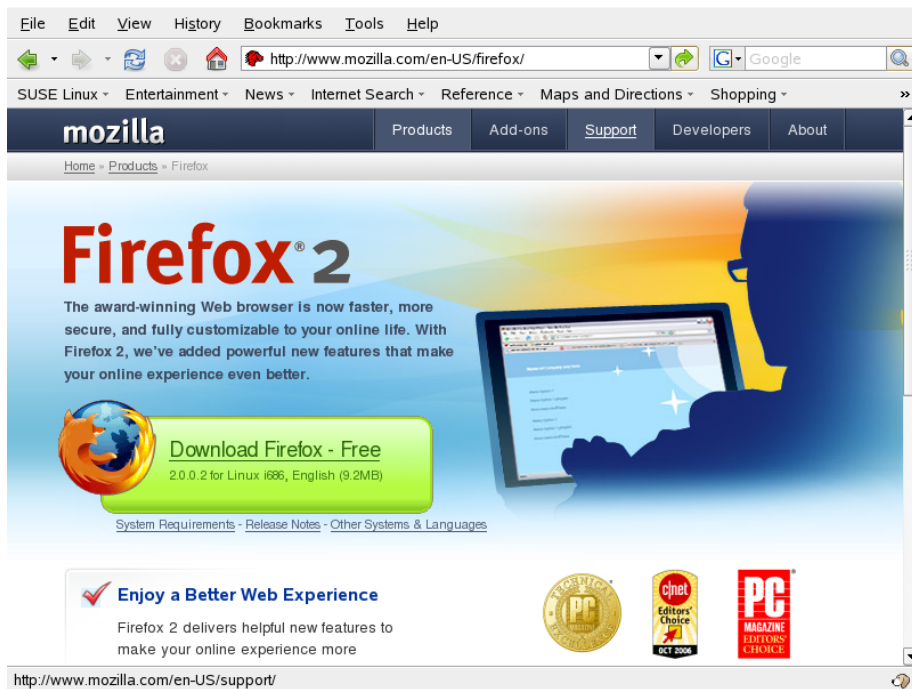 File Edit View History Bookmarks Tools Help
http://www.mozilla.com/en-US/firefox/ G Google
SUSE Linux Entertainment News Internet Search Reference Maps and Directions Shopping »
mozilla Products Add-ons Support Developers About
Home » Products » Firefox
Firefox® 2
The award-winning Web browser is now faster, more
secure, and fully customizable to your online life. With
Firefox 2, we've added powerful new features that make
your online experience even better.
Download Firefox - Free
2.0.0.2 for Linux i686, English (9.2MB)
System Requirements - Release Notes - Other Systems & Languages
Enjoy a Better Web Experience
Firefox 2 delivers helpful new features to
make your online experience more
TECHNICAL
PC
MAGAZINE
EXCELLENCE
c|net
Editors'
Choice
OCT 2006
PC
MAGAZINE
EDITORS'
CHOICE
®
http://www.mozilla.com/en-US/support/